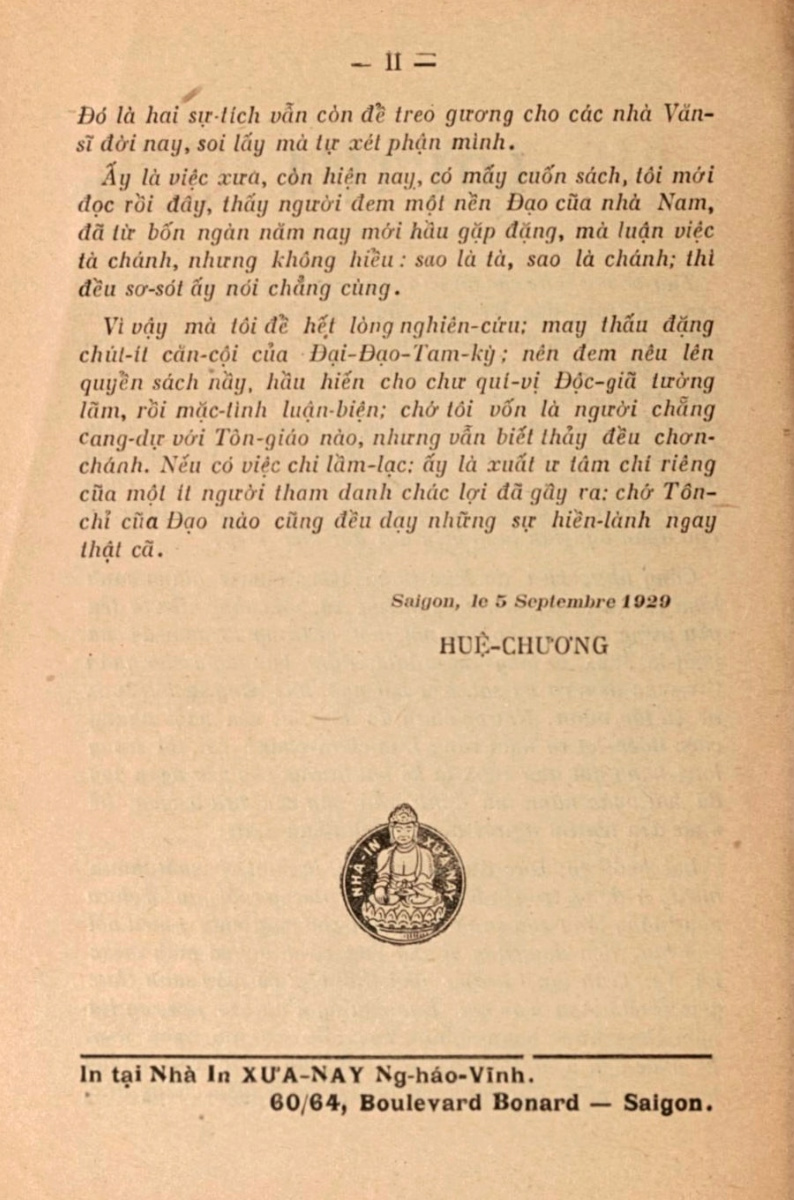 — II —
Đó là hai sự-tích vẫn còn để treo gương cho các nhà Văn-
sĩ đời nay, soi lấy mà tự xét phận mình.
Ấy là việc xưa, còn hiện nay, có mấy cuốn sách, tôi mới
đọc rồi đây, thấy người đem một nền Đạo cũa nhà Nam,
đã từ bốn ngàn năm nay mới hầu gặp đặng, mà luận việc
tà chánh, nhưng không hiểu: sao là tà, sao là chánh; thì
đều sơ-sót ấy nói chẳng cùng.
Vì vậy mà tôi để hết lòng nghiên-cứu; may thấu đặng
chút-ít căn-cội của Đại-Đạo-Tam-kỳ; nên đem nêu lên
quyển sách nầy, hầu hiến cho chư quí-vị Độc-giã tường
lãm, rồi mặc-tình luận-biện; chớ tôi vốn là người chẳng
cang-dự với Tôn-giáo nào, nhưng vẫn biết thảy đều chơn-
chánh. Nếu có việc chi lầm-lạc; ấy là xuất ư tâm chí riêng
cũa một ít người tham danh chác lợi đã gây ra; chớ Tôn-
chỉ cũa Đạo nào cũng đều dạy những sự hiền-lành ngay
thật cã.
Saigon, le 5 Septembre 1929
HUỆ-CHƯƠNG
NHÀ-IN XƯA-NAY
In tại Nhà In XƯA-NAY Ng-háo-Vĩnh.
60/64, Boulevard Bonard — Saigon.